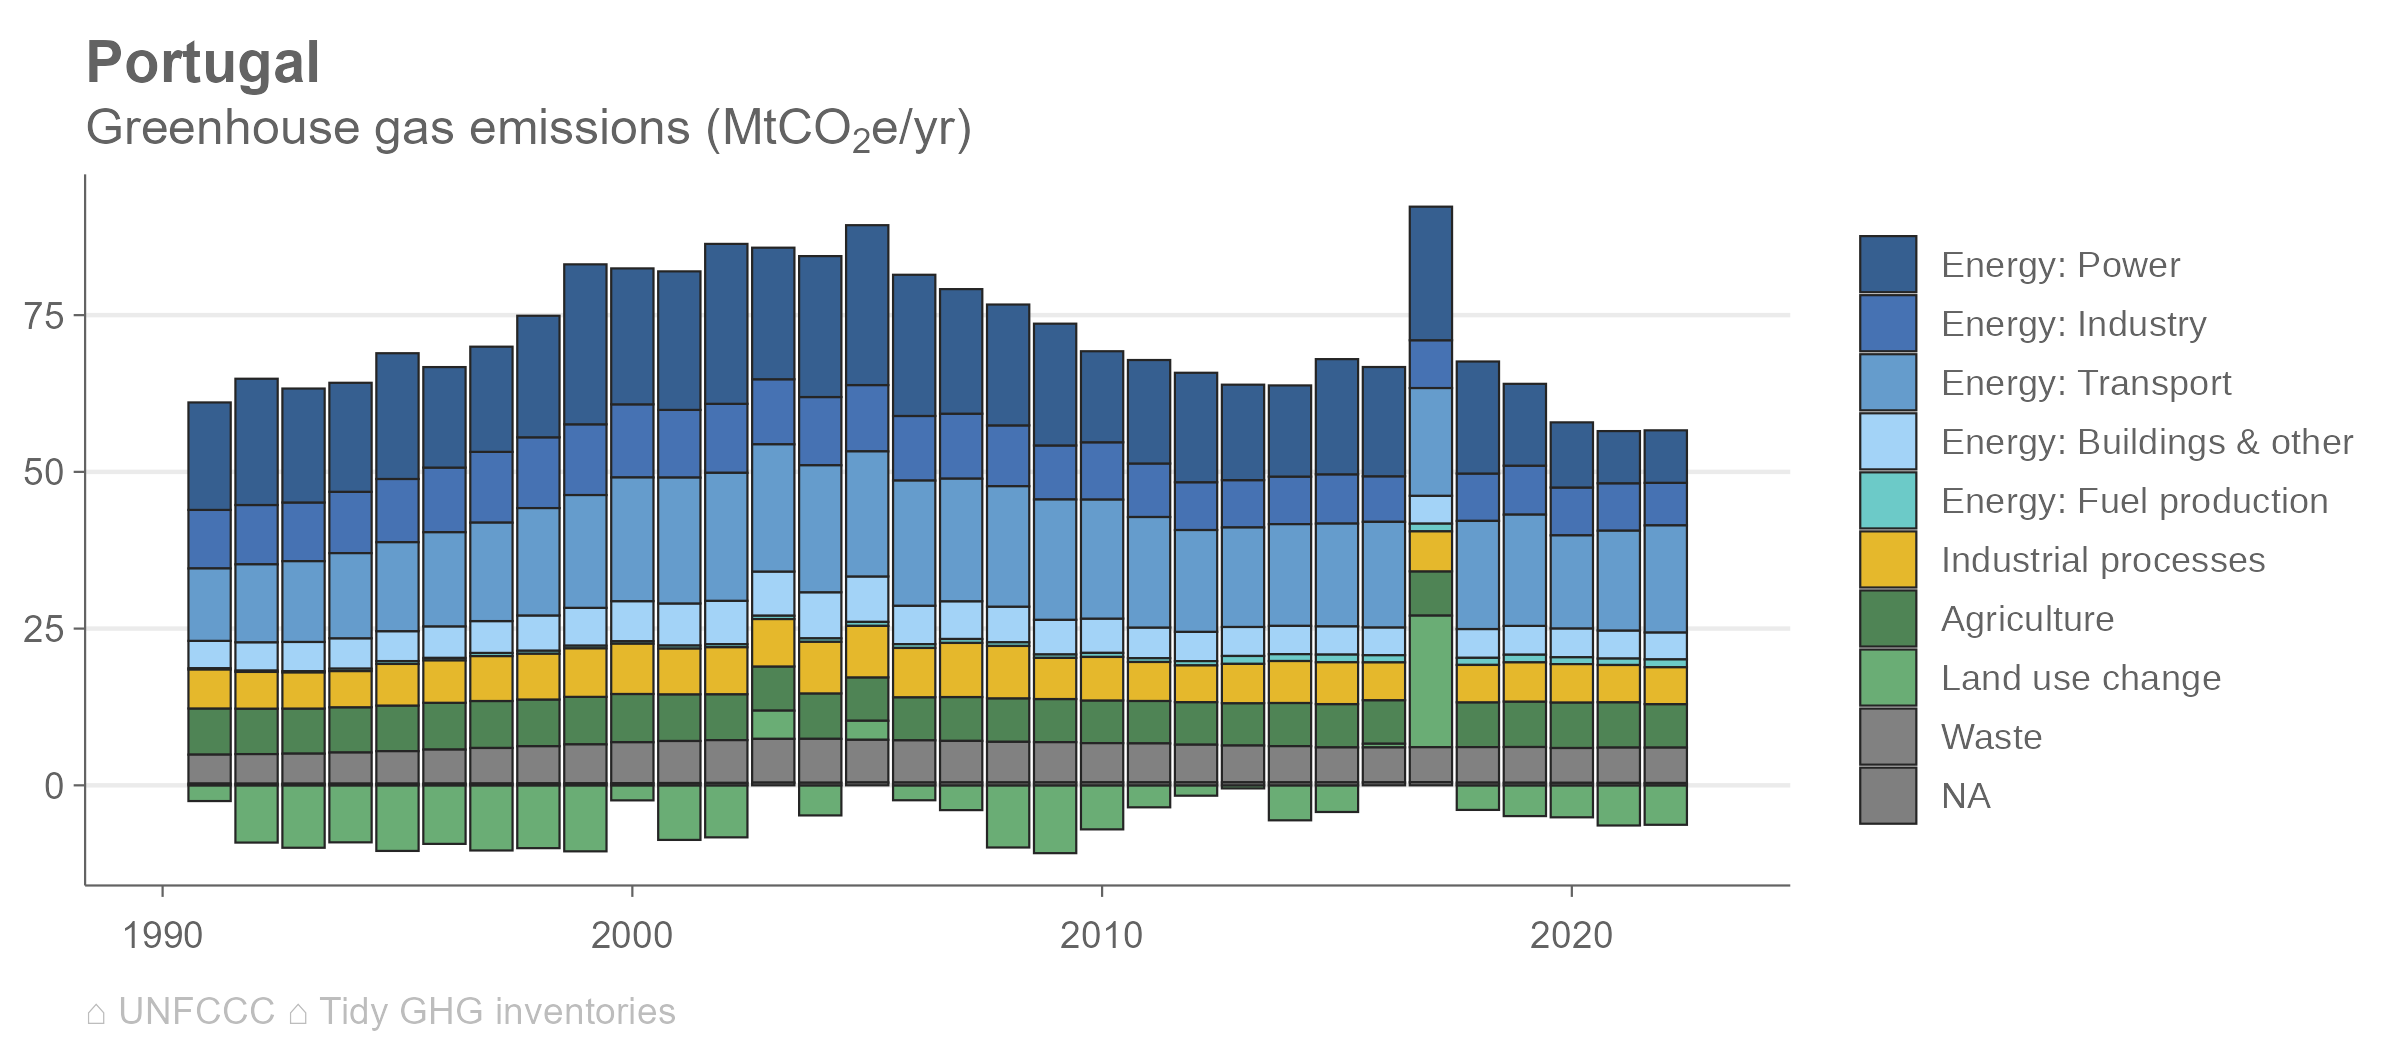 Portugal
Greenhouse gas emissions (MtCO₂e/yr)
75
50
25
0
1990 2000 2010 2020
Energy: Power
Energy: Industry
Energy: Transport
Energy: Buildings & other
Energy: Fuel production
Industrial processes
Agriculture
Land use change
Waste
NA
⌂ UNFCCC ⌂ Tidy GHG inventories